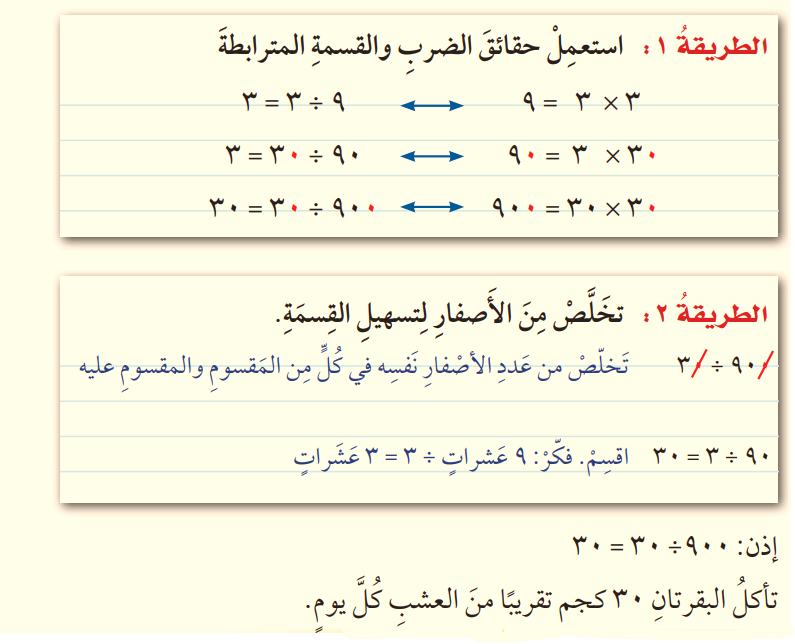 الطريقةُ ١ : استعمِلْ حقائقَ الضربِ والقسمةِ المترابطةَ
٣ × ٣ = ٩ ↔ ٩ ÷ ٣ = ٣
٣٠ × ٣ = ٩٠ ↔ ٩٠ ÷ ٣٠ = ٣
٣٠ × ٣٠ = ٩٠٠ ↔ ٩٠٠ ÷ ٣٠ = ٣٠
الطريقةُ ٢ : تخَلَّصْ مِنَ الأَصفارِ لِتسهيلِ القِسمَةِ.
٩٠٠ ÷ ٣٠ تَخلّصْ من عَددِ الأصْفارِ نَفسِه في كُلٍّ مِن المَقسومِ والمقسومِ عليه
٩٠ ÷ ٣ = ٣٠ اقسِمْ. فكّرْ: ٩ عَشراتٍ ÷ ٣ = ٣ عَشَراتٍ
إذن: ٩٠٠ ÷ ٣٠ = ٣٠
تأكلُ البقرتانِ ٣٠ كجم تقريبًا منَ العشبِ كُلَّ يومٍ.